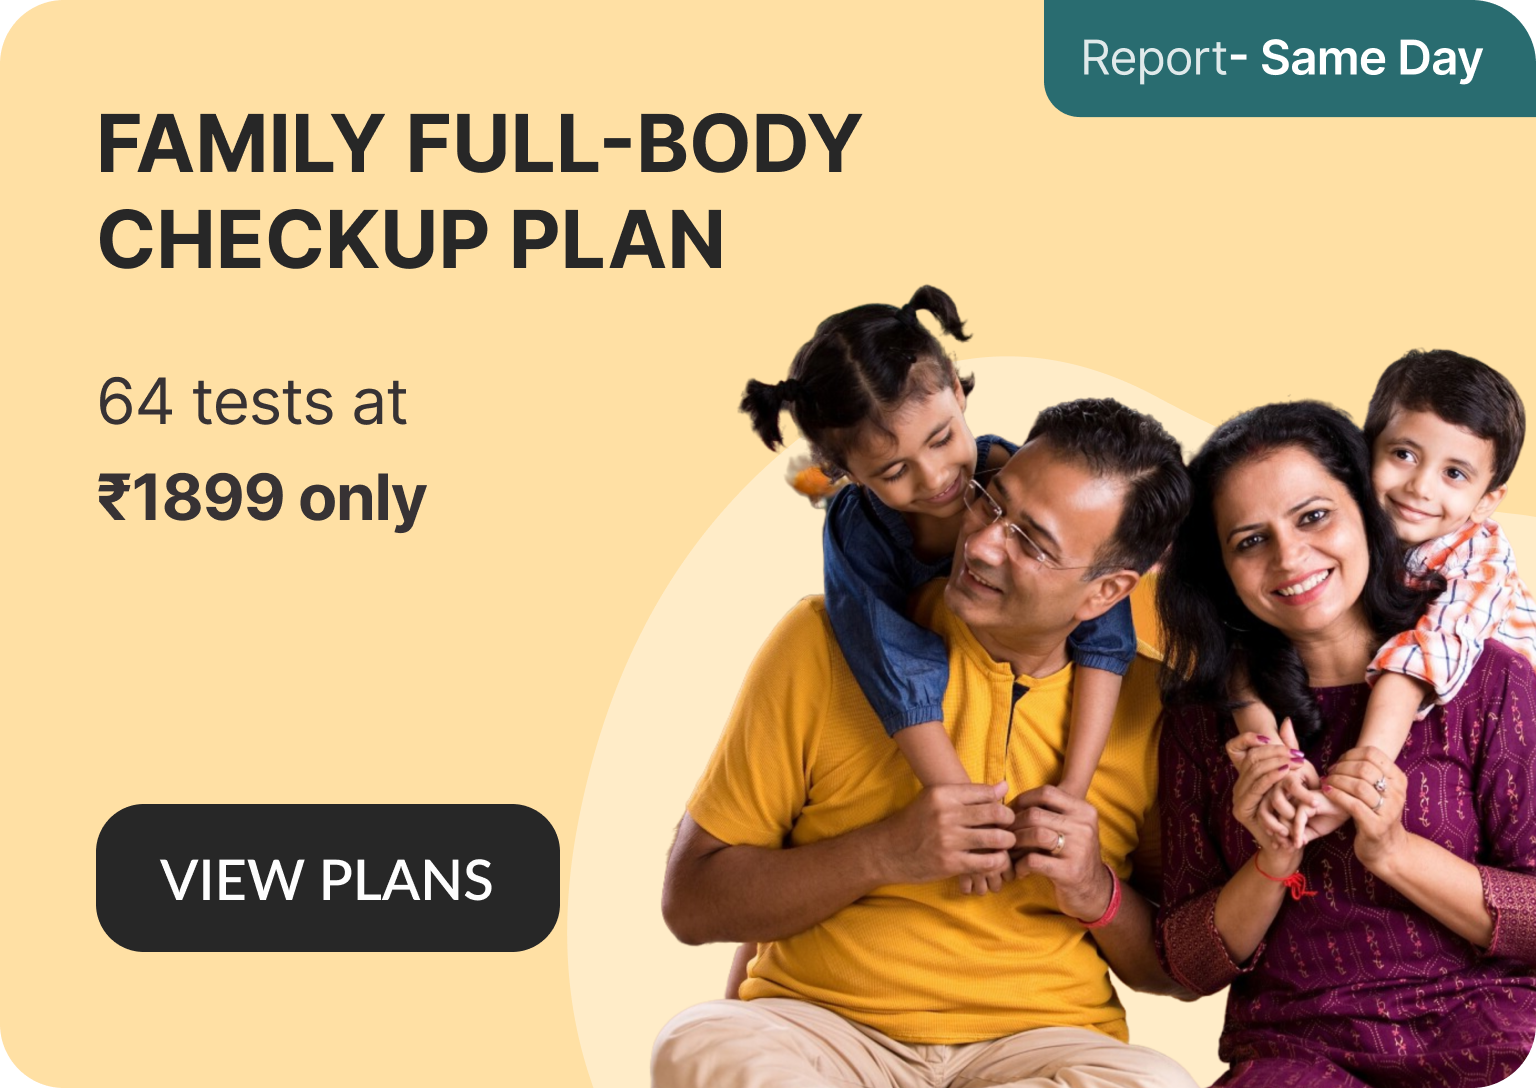 Report- Same Day
FAMILY FULL-BODY
CHECKUP PLAN
64 tests at
₹1899 only
VIEW PLANS